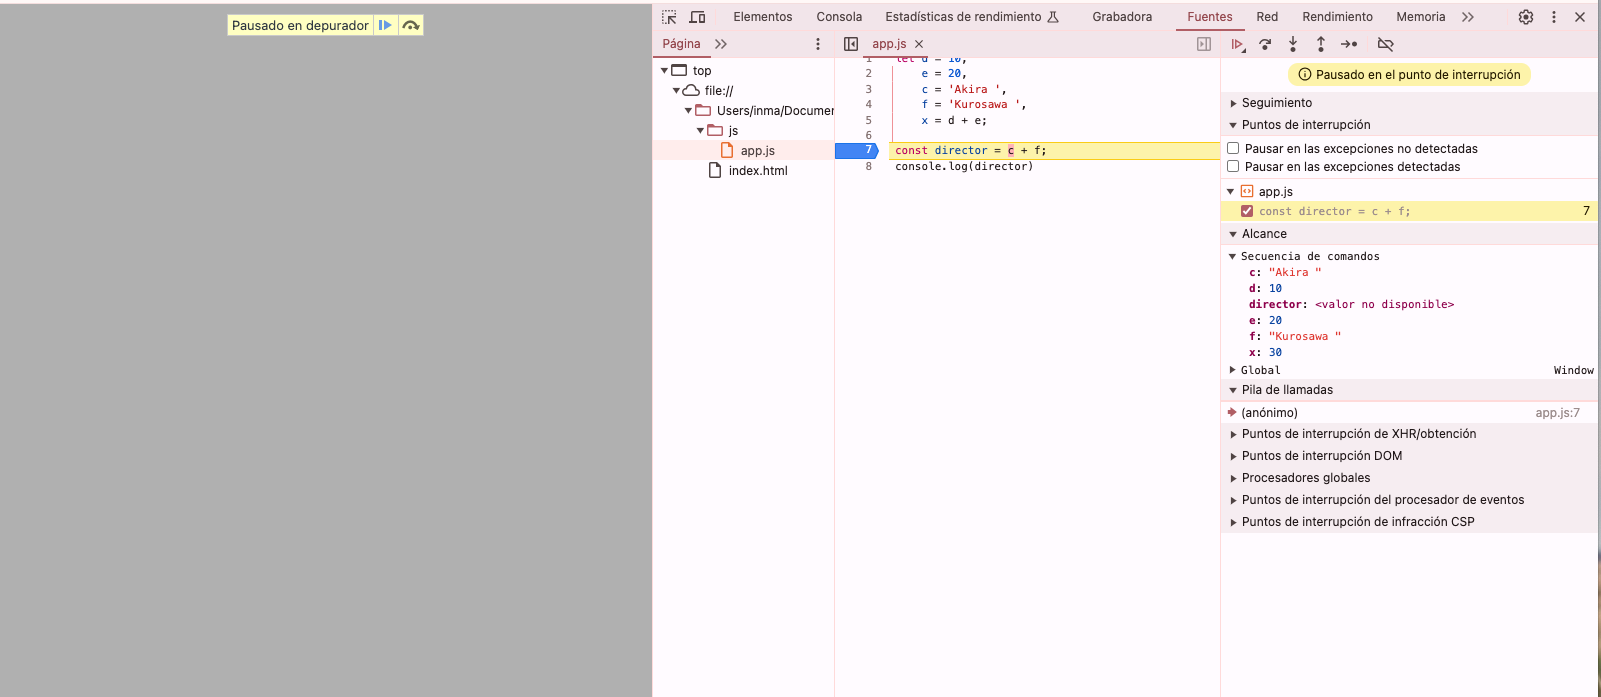 Pausado en depurador
Elementos Consola Estadísticas de rendimiento Grabadora Fuentes Red Rendimiento Memoria
Página
top
file://
Users/inma/Documen
js
app.js
index.html
app.js
1 let d = 10,
2 e = 20,
3 c = 'Akira ',
4 f = 'Kurosawa ',
5 x = d + e;
6
7 const director = c + f;
8 console.log(director)
Pausado en el punto de interrupción
Seguimiento
Puntos de interrupción
Pausar en las excepciones no detectadas
Pausar en las excepciones detectadas
app.js
const director = c + f; 7
Alcance
Secuencia de comandos
c: "Akira "
d: 10
director: <valor no disponible>
e: 20
f: "Kurosawa "
x: 30
Global Window
Pila de llamadas
(anónimo) app.js:7
Puntos de interrupción de XHR/obtención
Puntos de interrupción DOM
Procesadores globales
Puntos de interrupción del procesador de eventos
Puntos de interrupción de infracción CSP